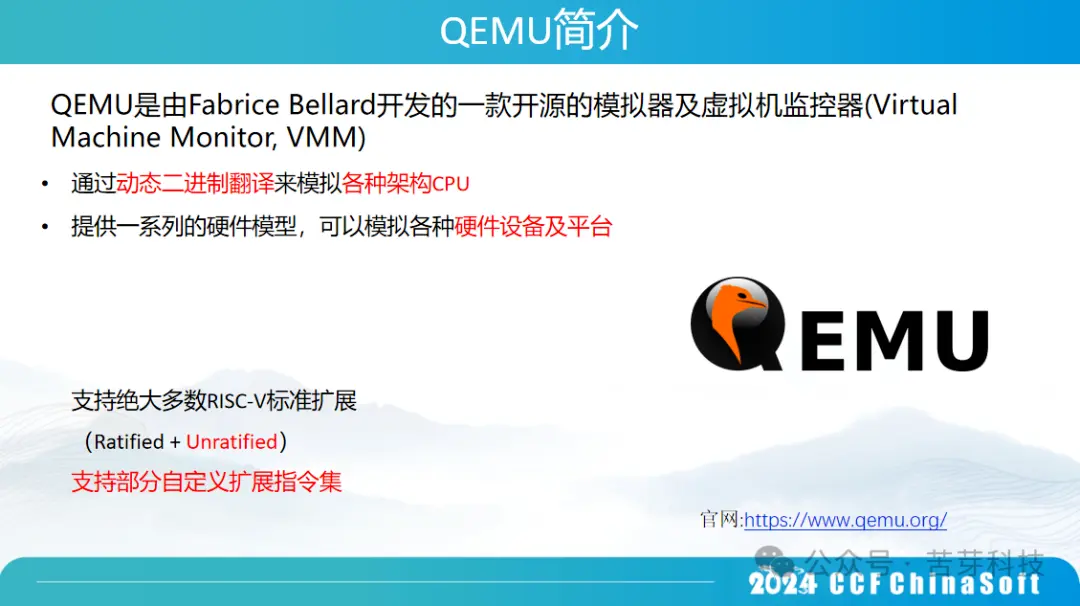 QEMU简介
QEMU是由Fabrice Bellard开发的一款开源的模拟器及虚拟机监控器(Virtual
Machine Monitor, VMM)
• 通过动态二进制翻译来模拟各种架构CPU
• 提供一系列的硬件模型，可以模拟各种硬件设备及平台
QEMU
支持绝大多数RISC-V标准扩展
（Ratified + Unratified）
支持部分自定义扩展指令集
官网:https://www.qemu.org/
公众号 · 苦芽科技
2024 CCF ChinaSoft